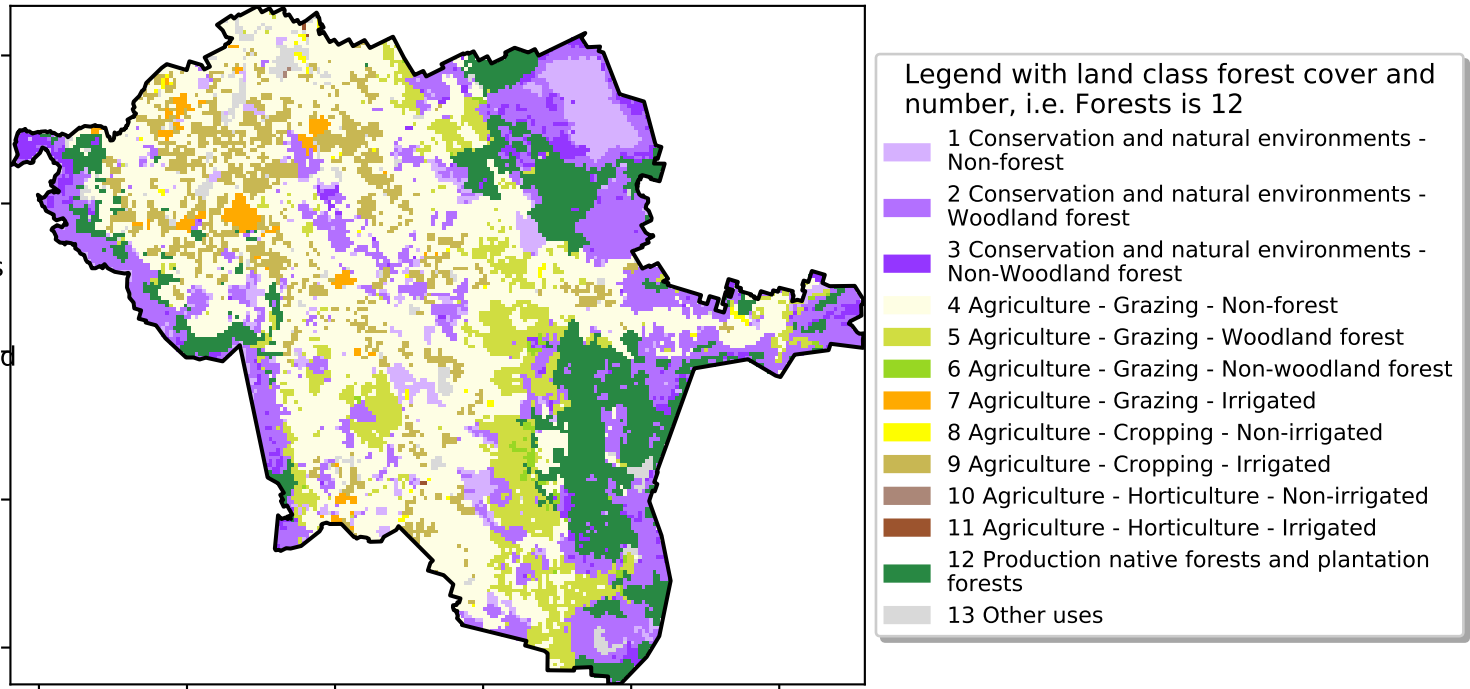 Legend with land class forest cover and
number, i.e. Forests is 12
1 Conservation and natural environments -
Non-forest
2 Conservation and natural environments -
Woodland forest
3 Conservation and natural environments -
Non-Woodland forest
4 Agriculture - Grazing - Non-forest
5 Agriculture - Grazing - Woodland forest
6 Agriculture - Grazing - Non-woodland forest
7 Agriculture - Grazing - Irrigated
8 Agriculture - Cropping - Non-irrigated
9 Agriculture - Cropping - Irrigated
10 Agriculture - Horticulture - Non-irrigated
11 Agriculture - Horticulture - Irrigated
12 Production native forests and plantation
forests
13 Other uses